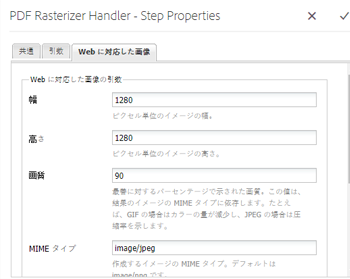 PDF Rasterizer Handler - Step Properties
共通 引数 Web に対応した画像
Web に対応した画像の引数
幅
1280
ピクセル単位のイメージの幅。
高さ
1280
ピクセル単位のイメージの高さ。
画質
90
最善に対するパーセンテージで示された画質。この値は、
結果のイメージの MIME タイプに依存します。たとえ
ば、GIF の場合はカラーの量が減少し、JPEG の場合は圧
縮率を示します。
MIME タイプ
image/jpeg
作成するイメージの MIME タイプ。デフォルトは
image/png です。